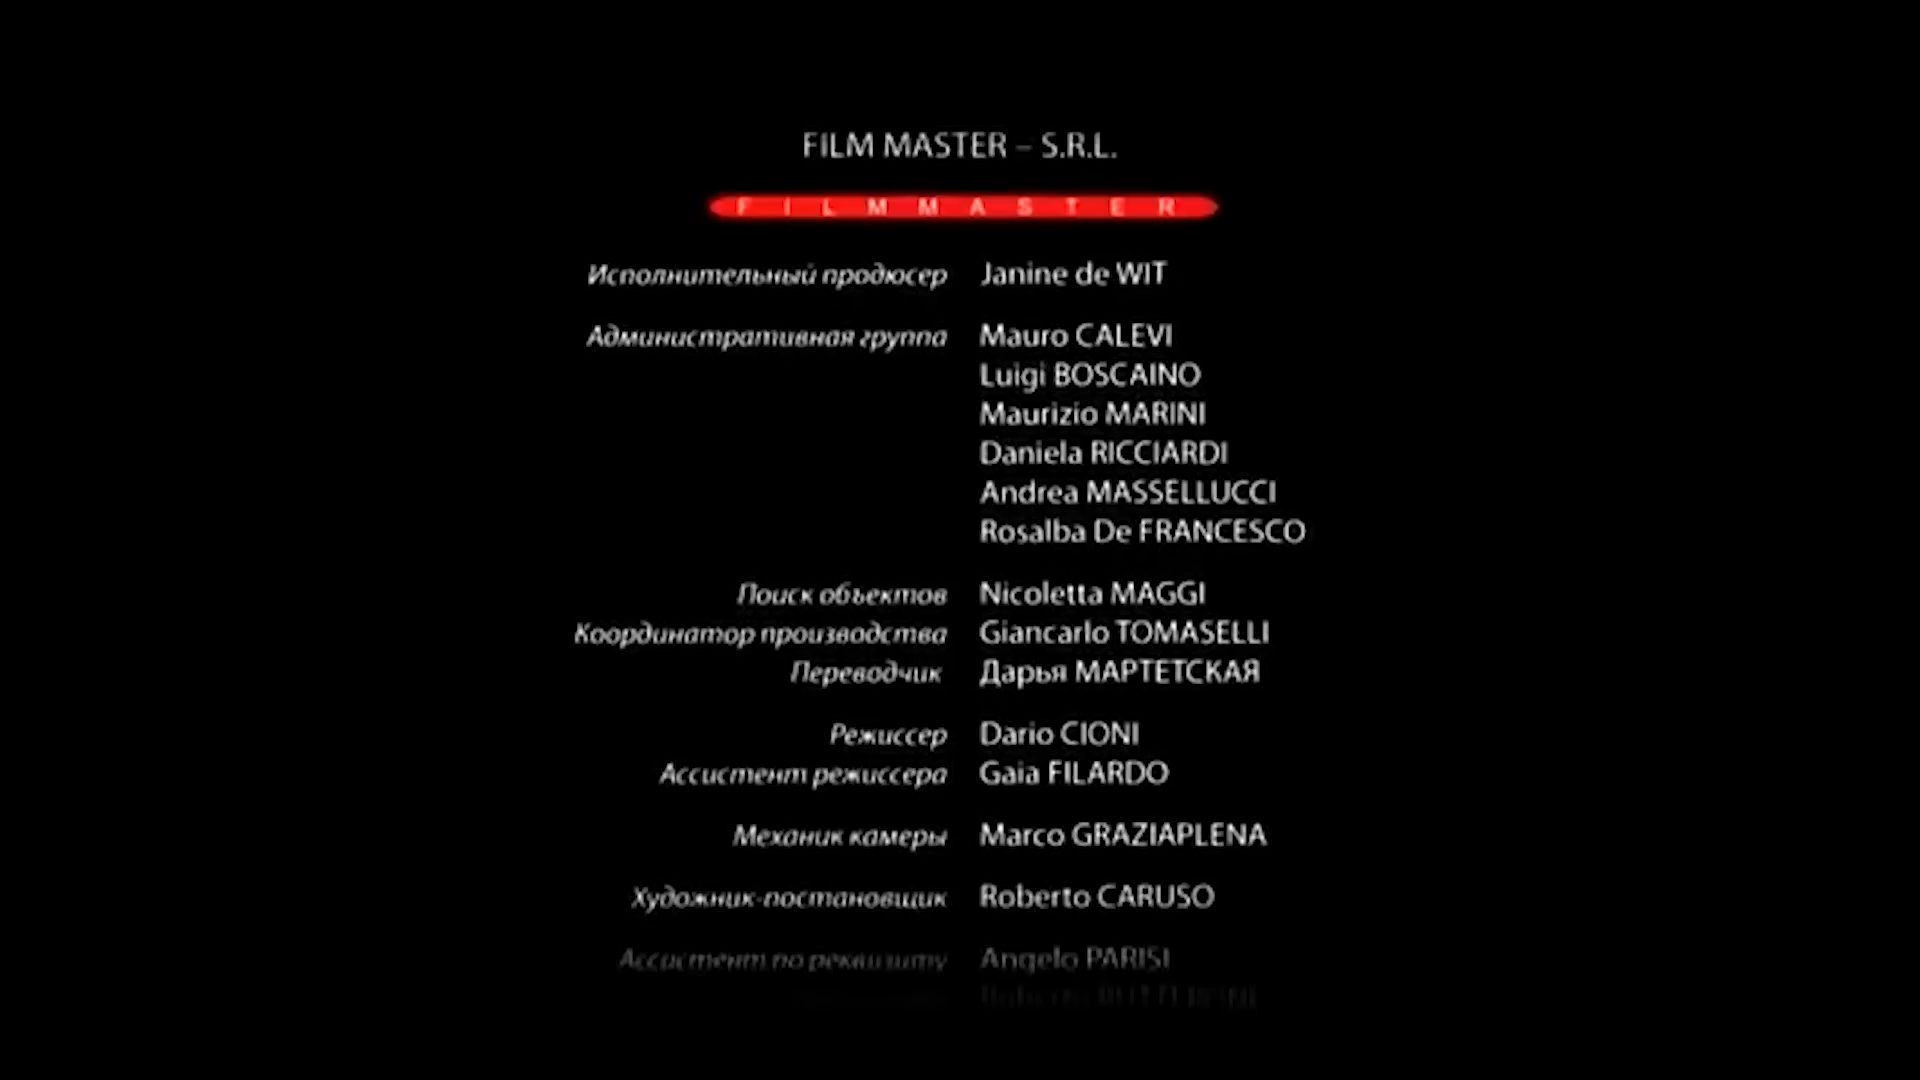 FILM MASTER – S.R.L.
FILMMASTER
Исполнительный продюсер Janine de WIT
Административная группа Mauro CALEVI
Luigi BOSCAINO
Maurizio MARINI
Daniela RICCIARDI
Andrea MASSELLUCCI
Rosalba De FRANCESCO
Поиск объектов Nicoletta MAGGI
Координатор производства Giancarlo TOMASELLI
Переводчик Дарья МАРТЕТСКАЯ
Режиссер Dario CIONI
Ассистент режиссера Gaia FILARDO
Механик камеры Marco GRAZIAPLENA
Художник-постановщик Roberto CARUSO
Ассистент по реквизиту Angelo PARISI